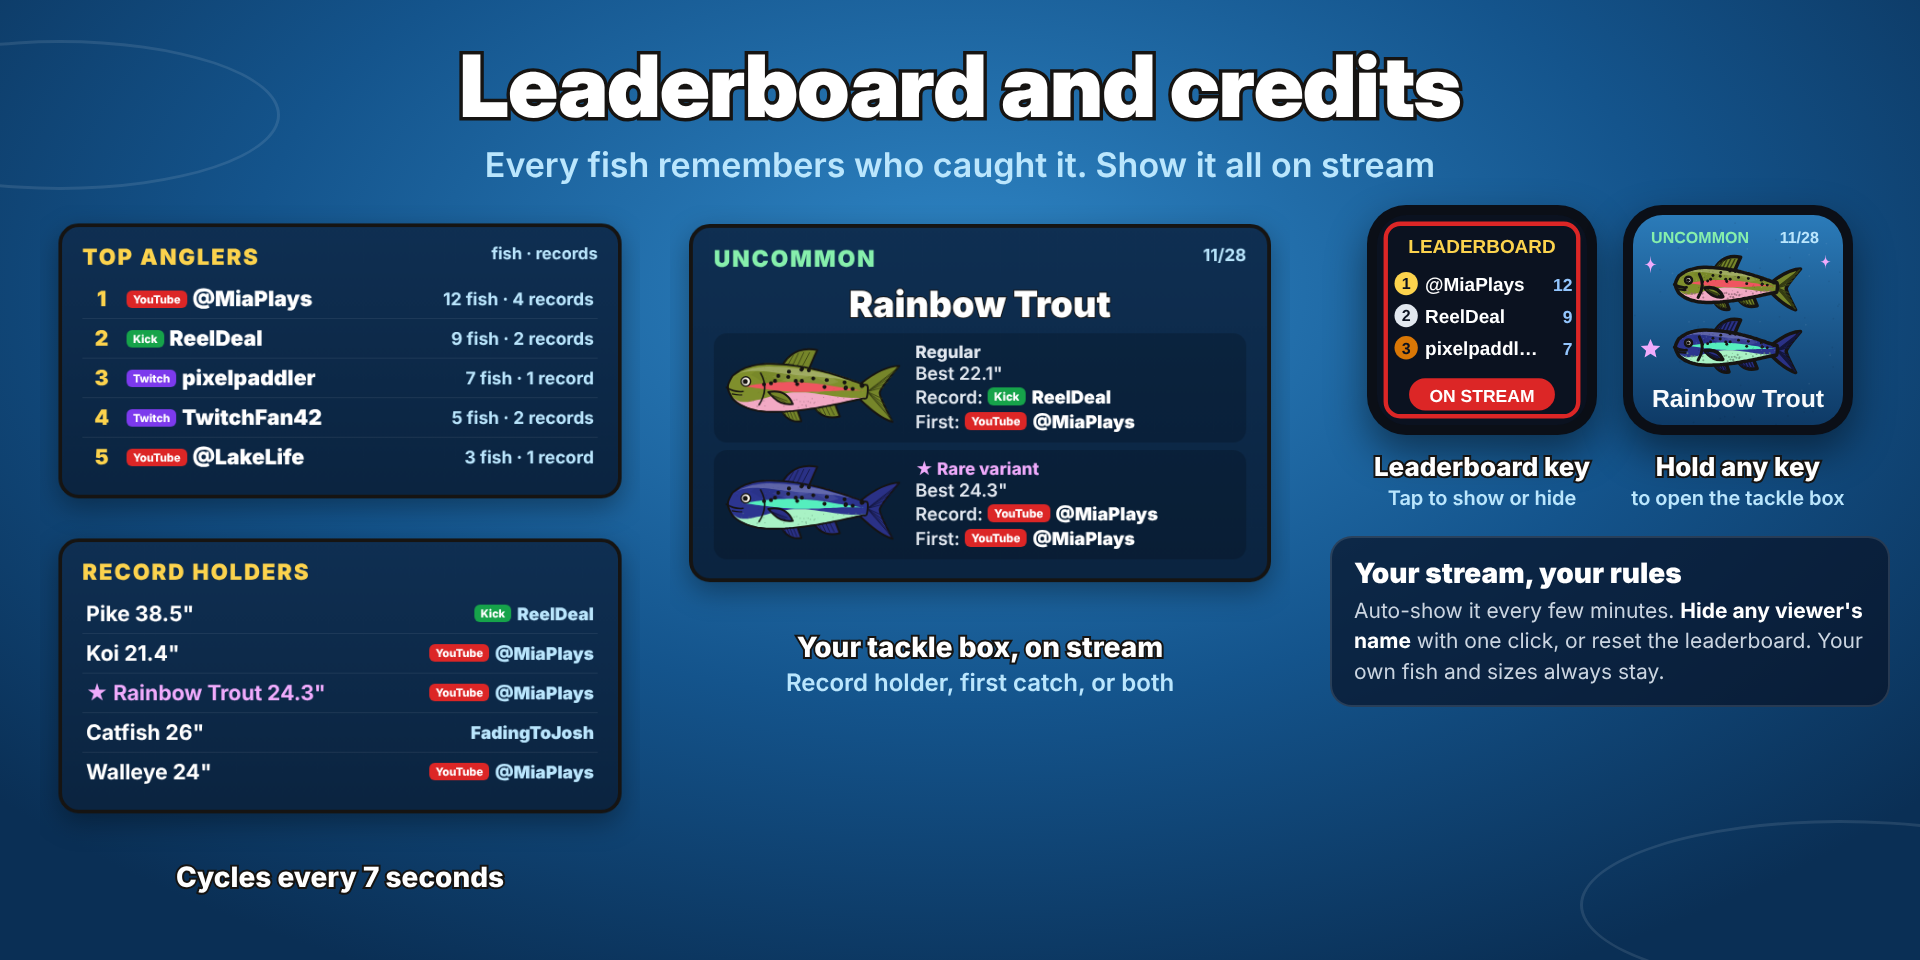 Leaderboard and credits
Every fish remembers who caught it. Show it all on stream
TOP ANGLERS fish · records
1 YouTube @MiaPlays 12 fish · 4 records
2 Kick ReelDeal 9 fish · 2 records
3 Twitch pixelpaddler 7 fish · 1 record
4 Twitch TwitchFan42 5 fish · 2 records
5 YouTube @LakeLife 3 fish · 1 record
RECORD HOLDERS
Pike 38.5" Kick ReelDeal
Koi 21.4" YouTube @MiaPlays
★ Rainbow Trout 24.3" YouTube @MiaPlays
Catfish 26" FadingToJosh
Walleye 24" YouTube @MiaPlays
Cycles every 7 seconds
UNCOMMON 11/28
Rainbow Trout
Regular
Best 22.1"
Record: Kick ReelDeal
First: YouTube @MiaPlays
★ Rare variant
Best 24.3"
Record: YouTube @MiaPlays
First: YouTube @MiaPlays
Your tackle box, on stream
Record holder, first catch, or both
LEADERBOARD
1 @MiaPlays 12
2 ReelDeal 9
3 pixelpaddl... 7
ON STREAM
Leaderboard key
Tap to show or hide
UNCOMMON 11/28
Rainbow Trout
Hold any key
to open the tackle box
Your stream, your rules
Auto-show it every few minutes. Hide any viewer's
name with one click, or reset the leaderboard. Your
own fish and sizes always stay.